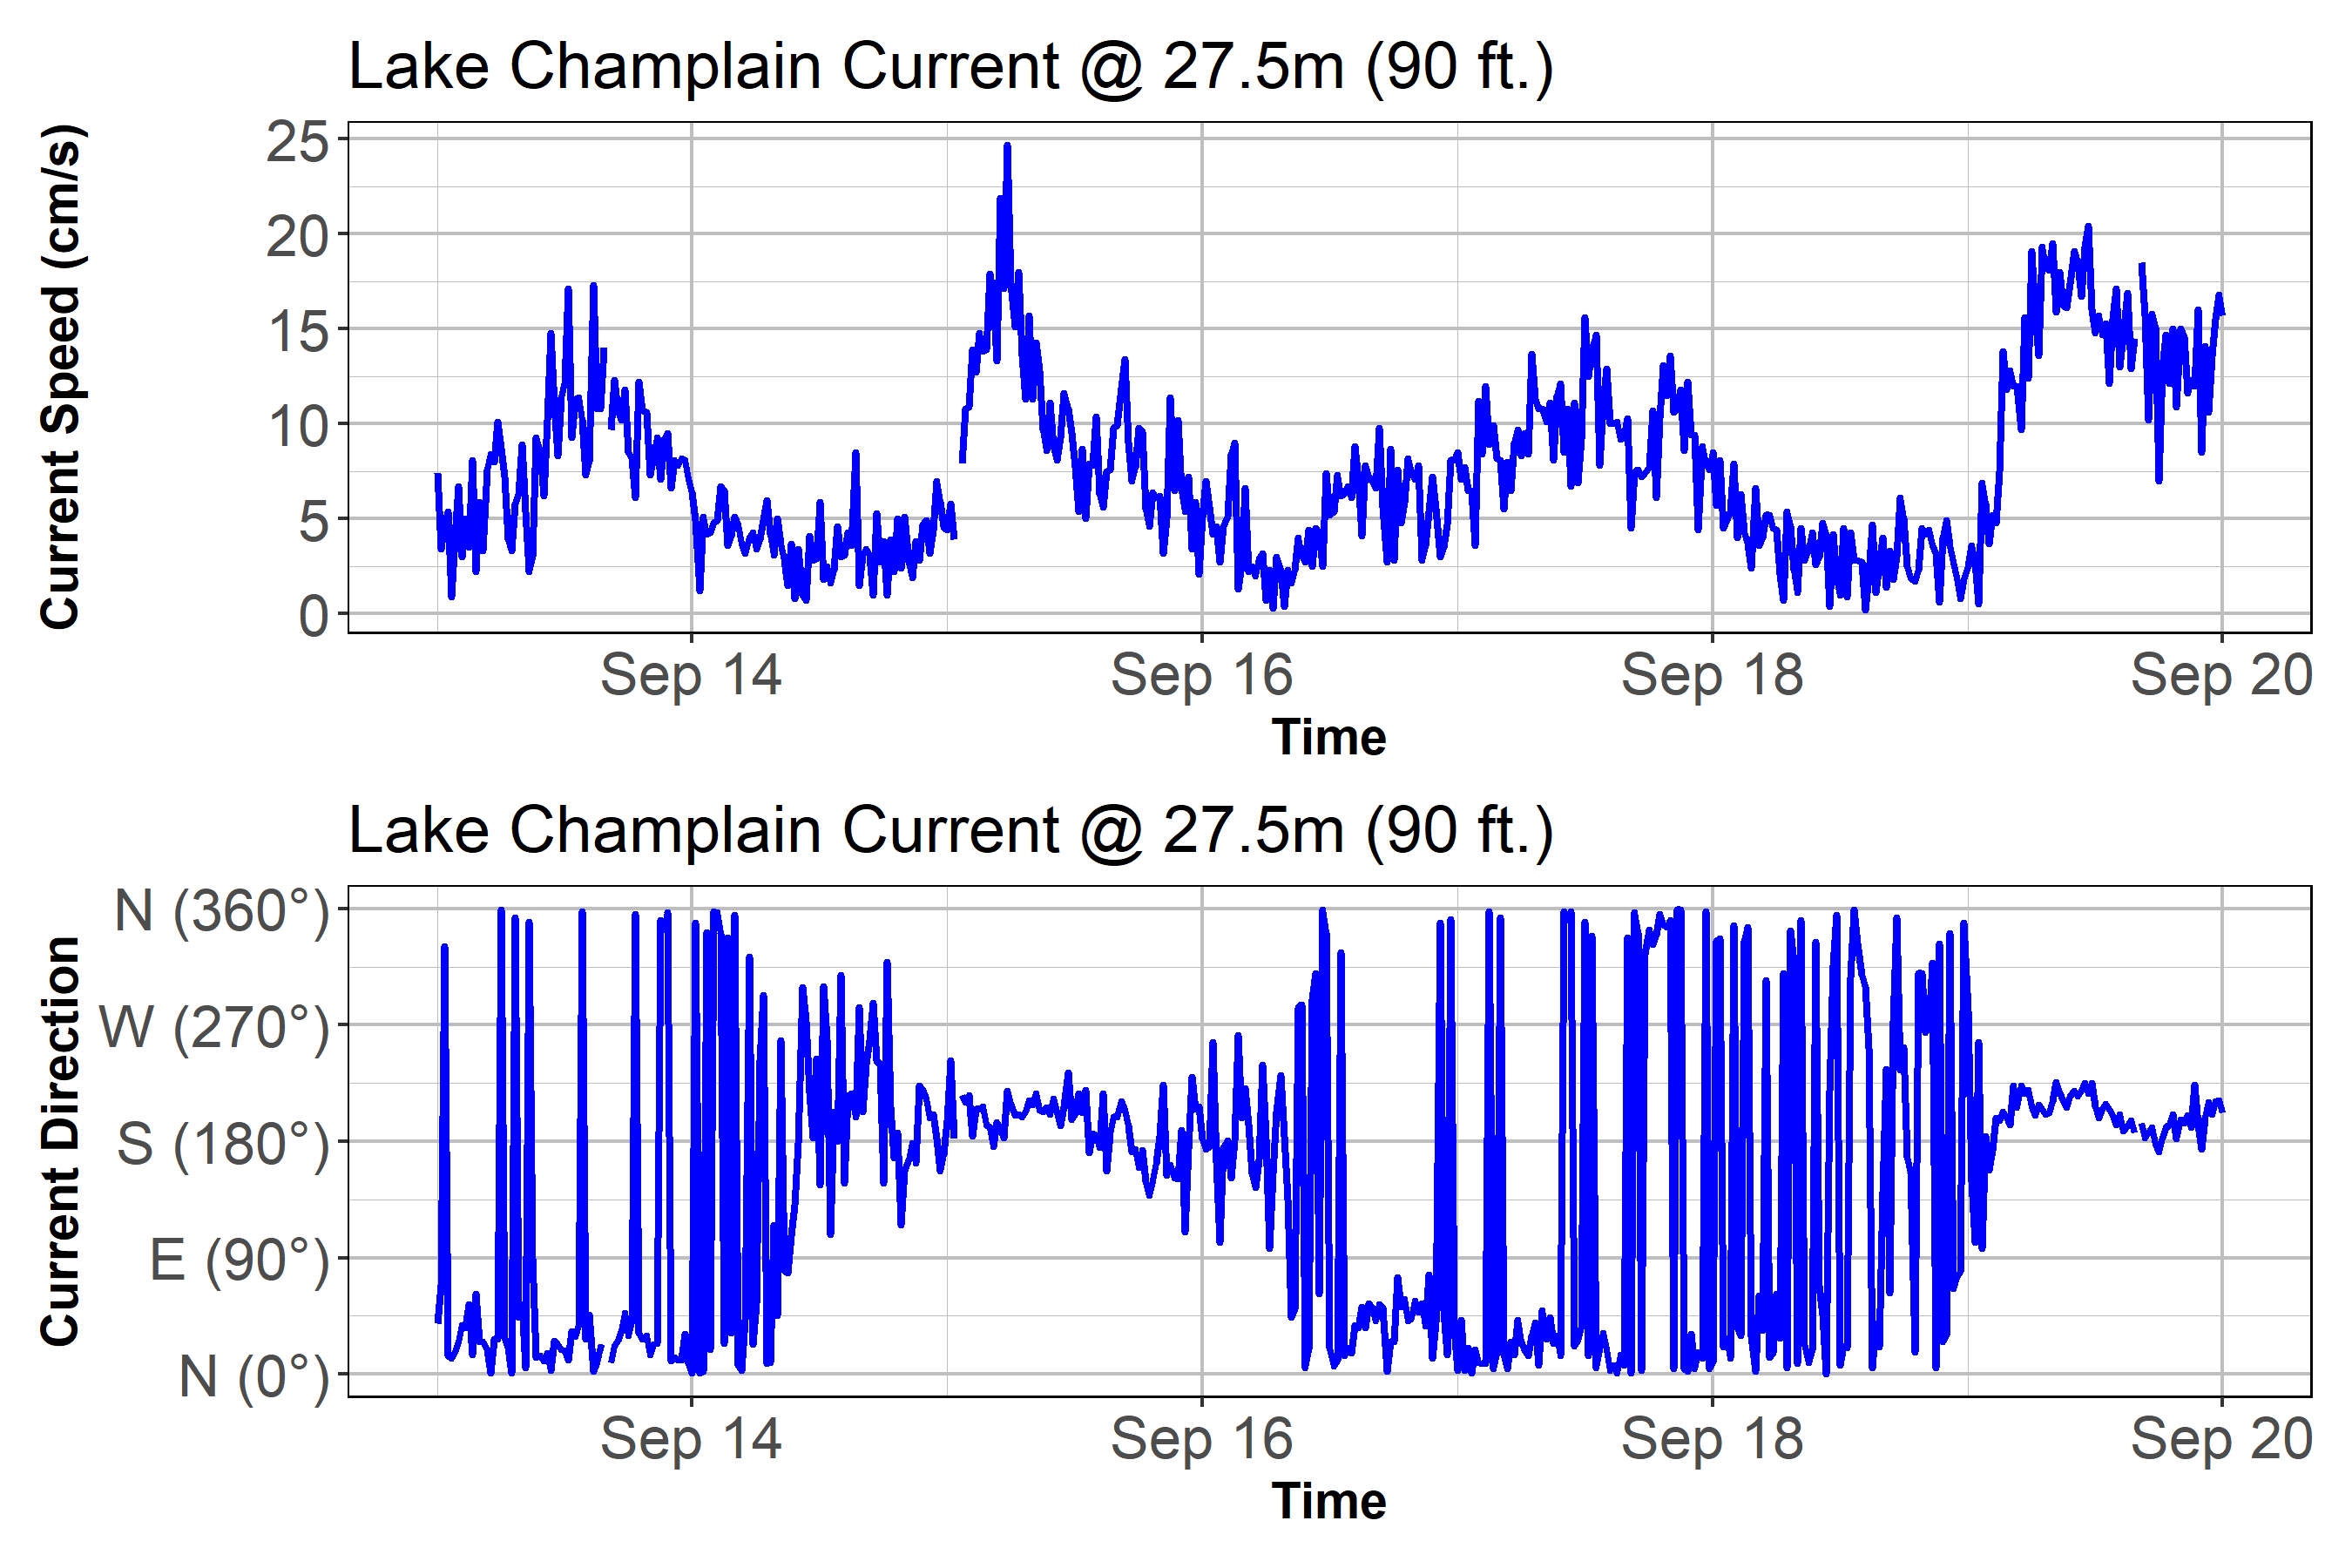 Lake Champlain Current @ 27.5m (90 ft.)
Current Speed (cm/s)
25
20
15
10
5
0
Sep 14 Sep 16 Sep 18 Sep 20
Time
Lake Champlain Current @ 27.5m (90 ft.)
Current Direction
N (360°)
W (270°)
S (180°)
E (90°)
N (0°)
Sep 14 Sep 16 Sep 18 Sep 20
Time